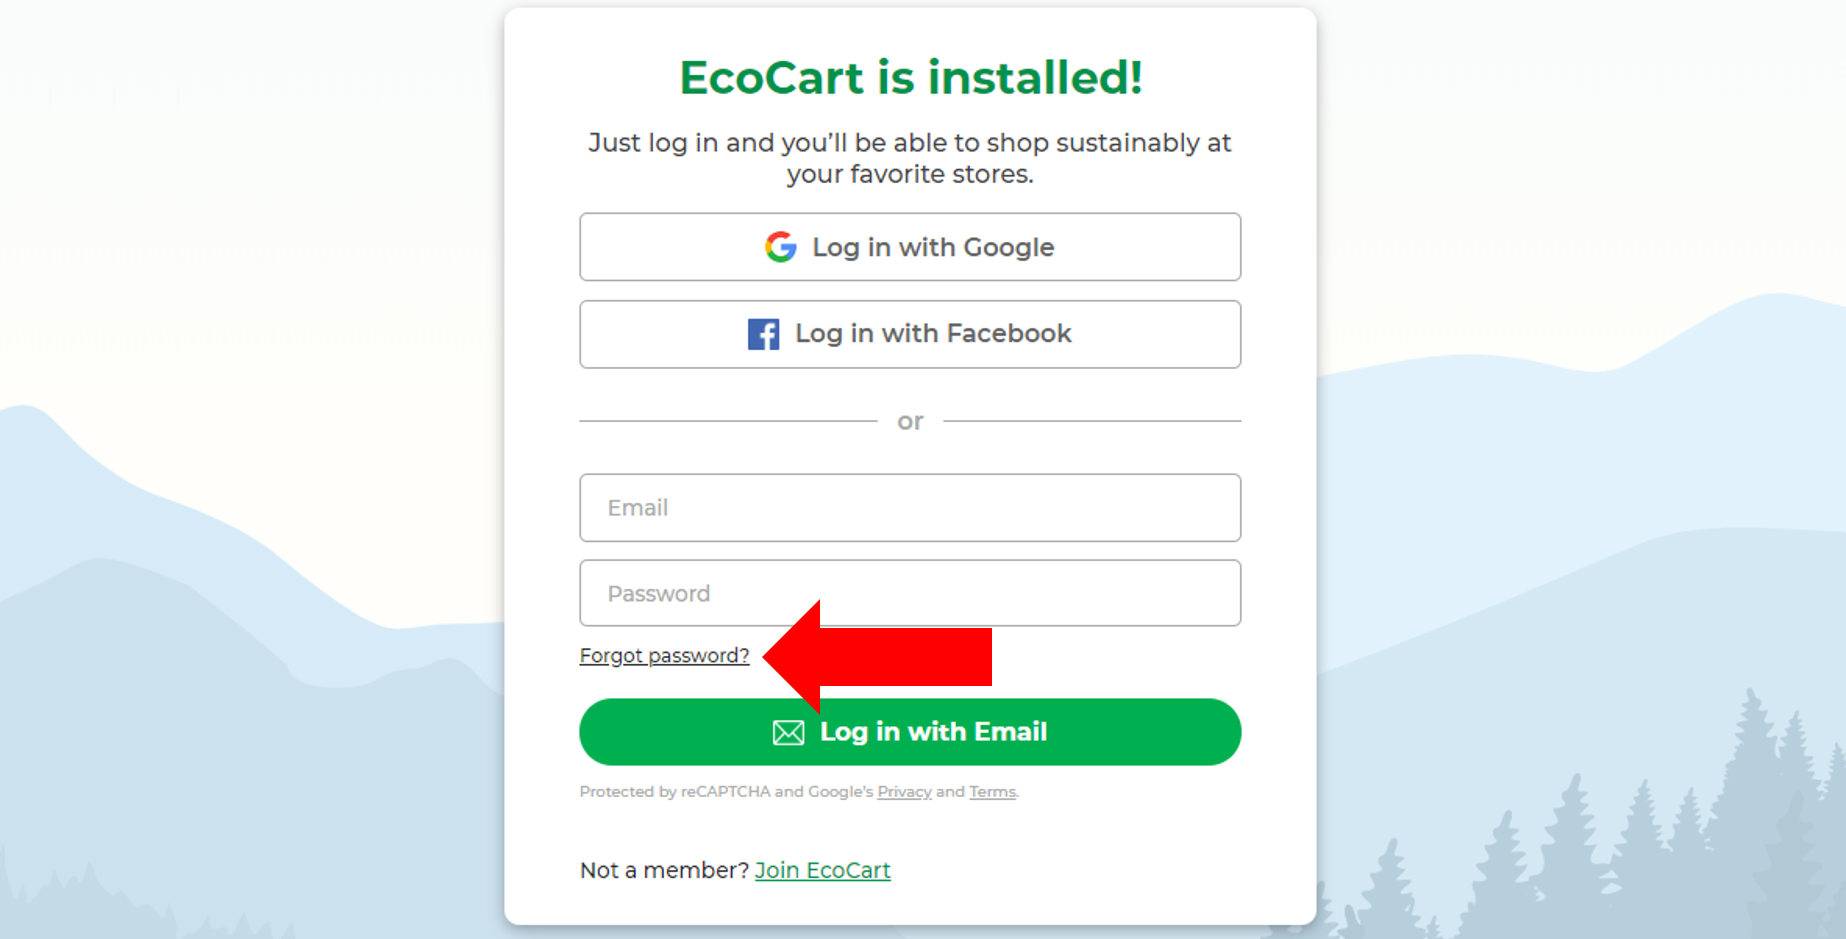 EcoCart is installed!
Just log in and you’ll be able to shop sustainably at
your favorite stores.
Log in with Google
Log in with Facebook
or
Email
Password
Forgot password?
Log in with Email
Protected by reCAPTCHA and Google's Privacy and Terms.
Not a member? Join EcoCart